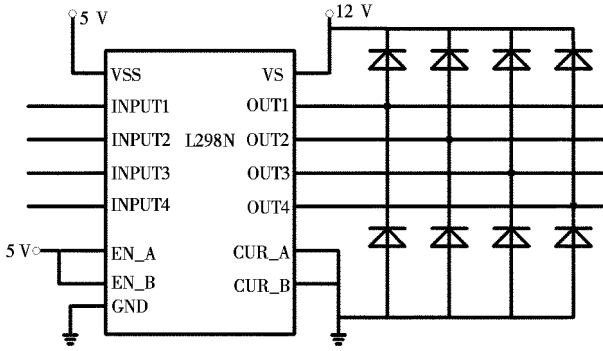 5 V
12 V
VSS
VS
INPUT1
OUT1
INPUT2
L298N
OUT2
INPUT3
OUT3
INPUT4
OUT4
5 V
EN_A
CUR_A
EN_B
CUR_B
GND